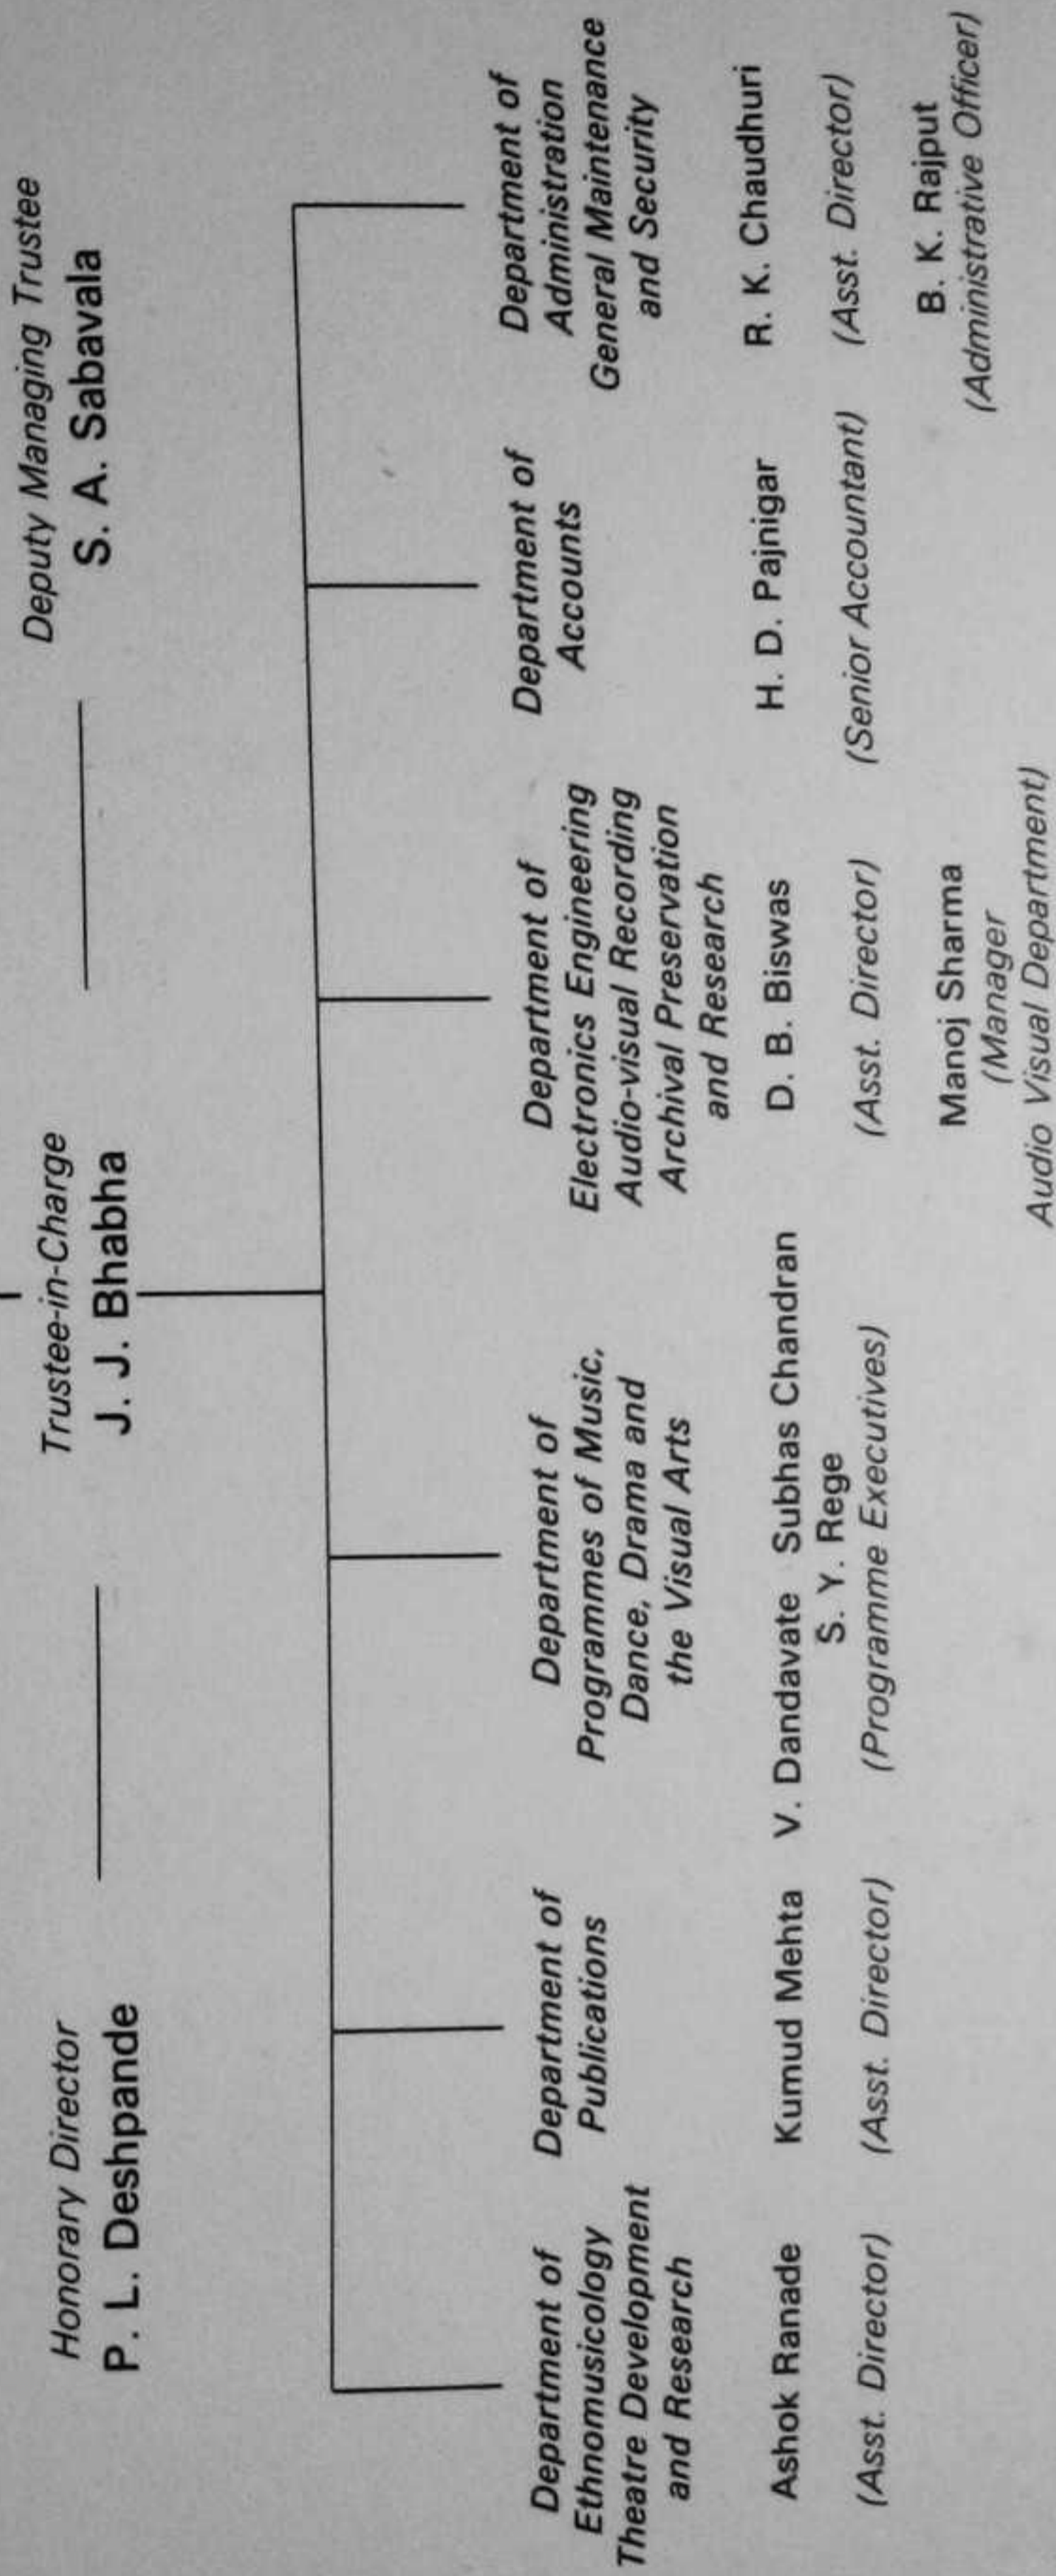 Honorary Director
P. L. Deshpande
Trustee-in-Charge
J. J. Bhabha
Deputy Managing Trustee
S. A. Sabavala
Department of
Ethnomusicology
Theatre Development
and Research
Ashok Ranade
(Asst. Director)
Department of
Publications
Kumud Mehta
(Asst. Director)
Department of
Programmes of Music,
Dance, Drama and
the Visual Arts
V. Dandavate Subhas Chandran
S. Y. Rege
(Programme Executives)
Department of
Electronics Engineering
Audio-visual Recording
Archival Preservation
and Research
D. B. Biswas
(Asst. Director)
Manoj Sharma
(Manager
Audio Visual Department)
Department of
Accounts
H. D. Pajnigar
(Senior Accountant)
Department of
Administration
General Maintenance
and Security
R. K. Chaudhuri
(Asst. Director)
B. K. Rajput
(Administrative Officer)